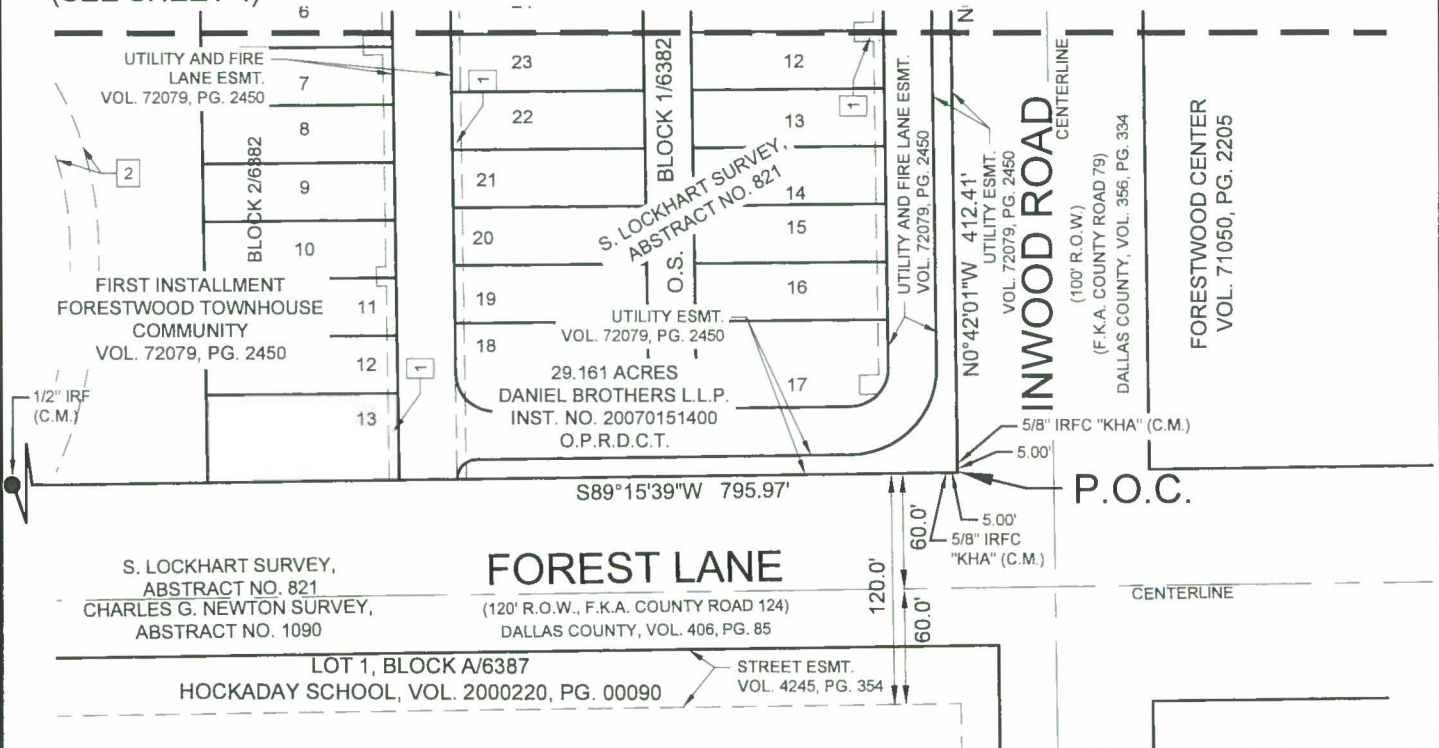 (SEE SHEET 4)
6
UTILITY AND FIRE
LANE ESMT.
VOL. 72079, PG. 2450
7
8
9
10
11
12
13
BLOCK 2/6382
2
FIRST INSTALLMENT
FORESTWOOD TOWNHOUSE
COMMUNITY
VOL. 72079, PG. 2450
1/2" IRF
(C.M.)
1
1
23
22
21
20
19
18
BLOCK 1/6382
O.S.
S. LOCKHART SURVEY,
ABSTRACT NO. 821
12
13
14
15
16
17
1
UTILITY ESMT.
VOL. 72079, PG. 2450
29.161 ACRES
DANIEL BROTHERS L.L.P.
INST. NO. 20070151400
O.P.R.D.C.T.
UTILITY AND FIRE LANE ESMT.
VOL. 72079, PG. 2450
N
N0°42'01"W 412.41'
UTILITY ESMT.
VOL. 72079, PG. 2450
INWOOD ROAD
CENTERLINE
(100' R.O.W.)
(F.K.A. COUNTY ROAD 79)
DALLAS COUNTY, VOL. 356, PG. 334
FORESTWOOD CENTER
VOL. 71050, PG. 2205
5/8" IRFC "KHA" (C.M.)
5.00'
P.O.C.
S89°15'39"W 795.97'
5.00'
5/8" IRFC
"KHA" (C.M.)
60.0'
120.0'
60.0'
S. LOCKHART SURVEY,
ABSTRACT NO. 821
CHARLES G. NEWTON SURVEY,
ABSTRACT NO. 1090
FOREST LANE
(120' R.O.W., F.K.A. COUNTY ROAD 124)
DALLAS COUNTY, VOL. 406, PG. 85
CENTERLINE
LOT 1, BLOCK A/6387
HOCKADAY SCHOOL, VOL. 2000220, PG. 00090
STREET ESMT.
VOL. 4245, PG. 354